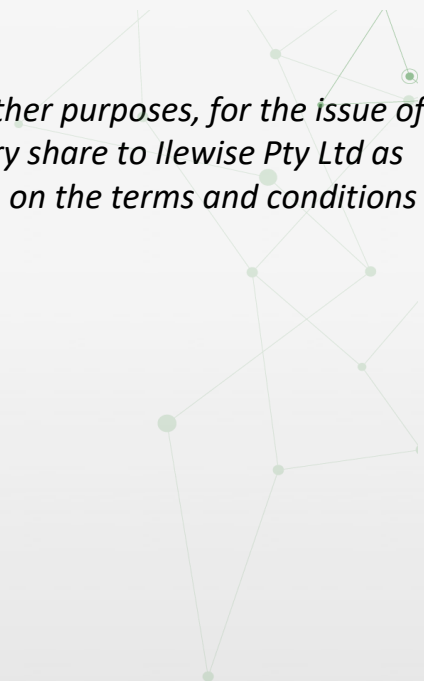 ther purposes, for the issue of
ry share to Ilewise Pty Ltd as
on the terms and conditions